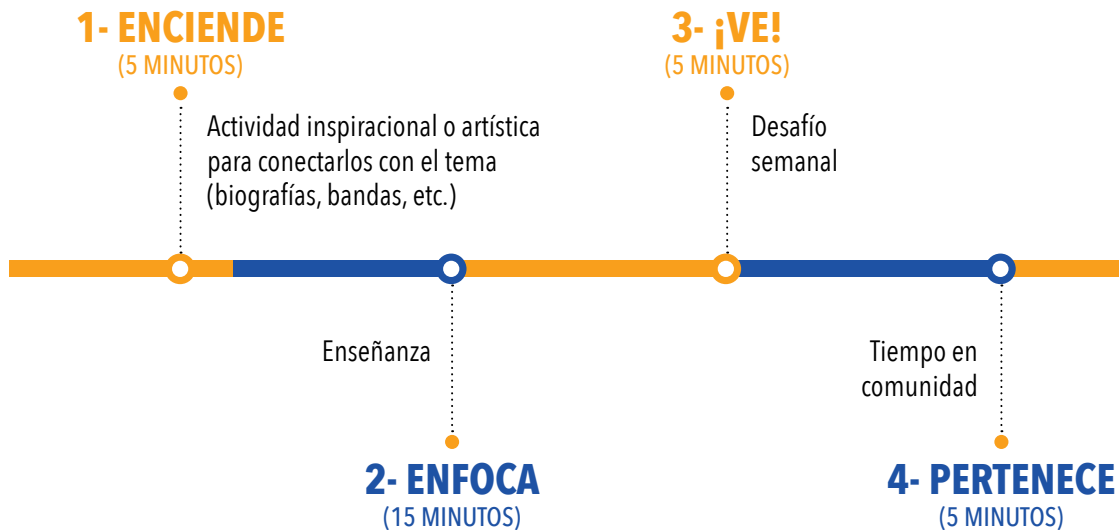 1- ENCIENDE
(5 MINUTOS)
Actividad inspiracional o artística
para conectarlos con el tema
(biografías, bandas, etc.)
Enseñanza
2- ENFOCA
(15 MINUTOS)
3- ¡VE!
(5 MINUTOS)
Desafío
semanal
Tiempo en
comunidad
4- PERTENECE
(5 MINUTOS)